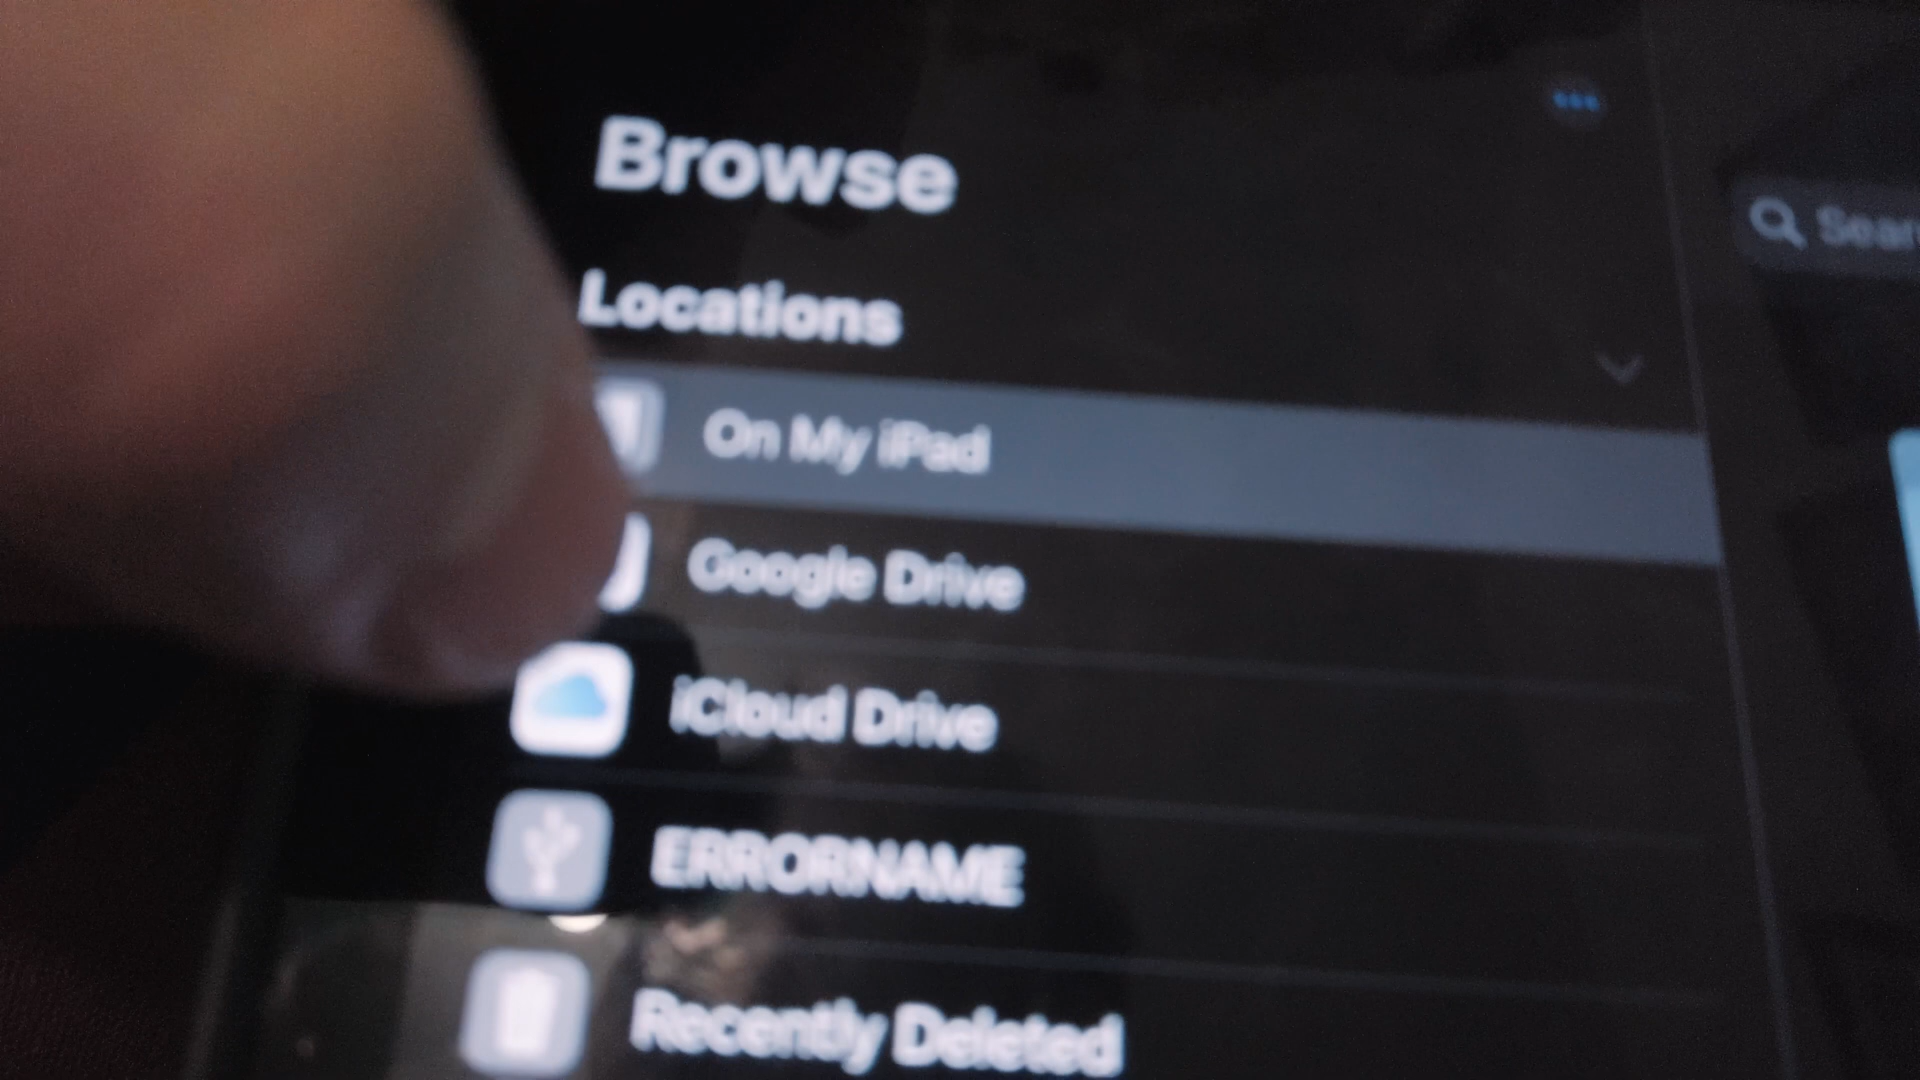 Browse
Locations
On My iPad
Google Drive
iCloud Drive
ERRORNAME
Recently Deleted